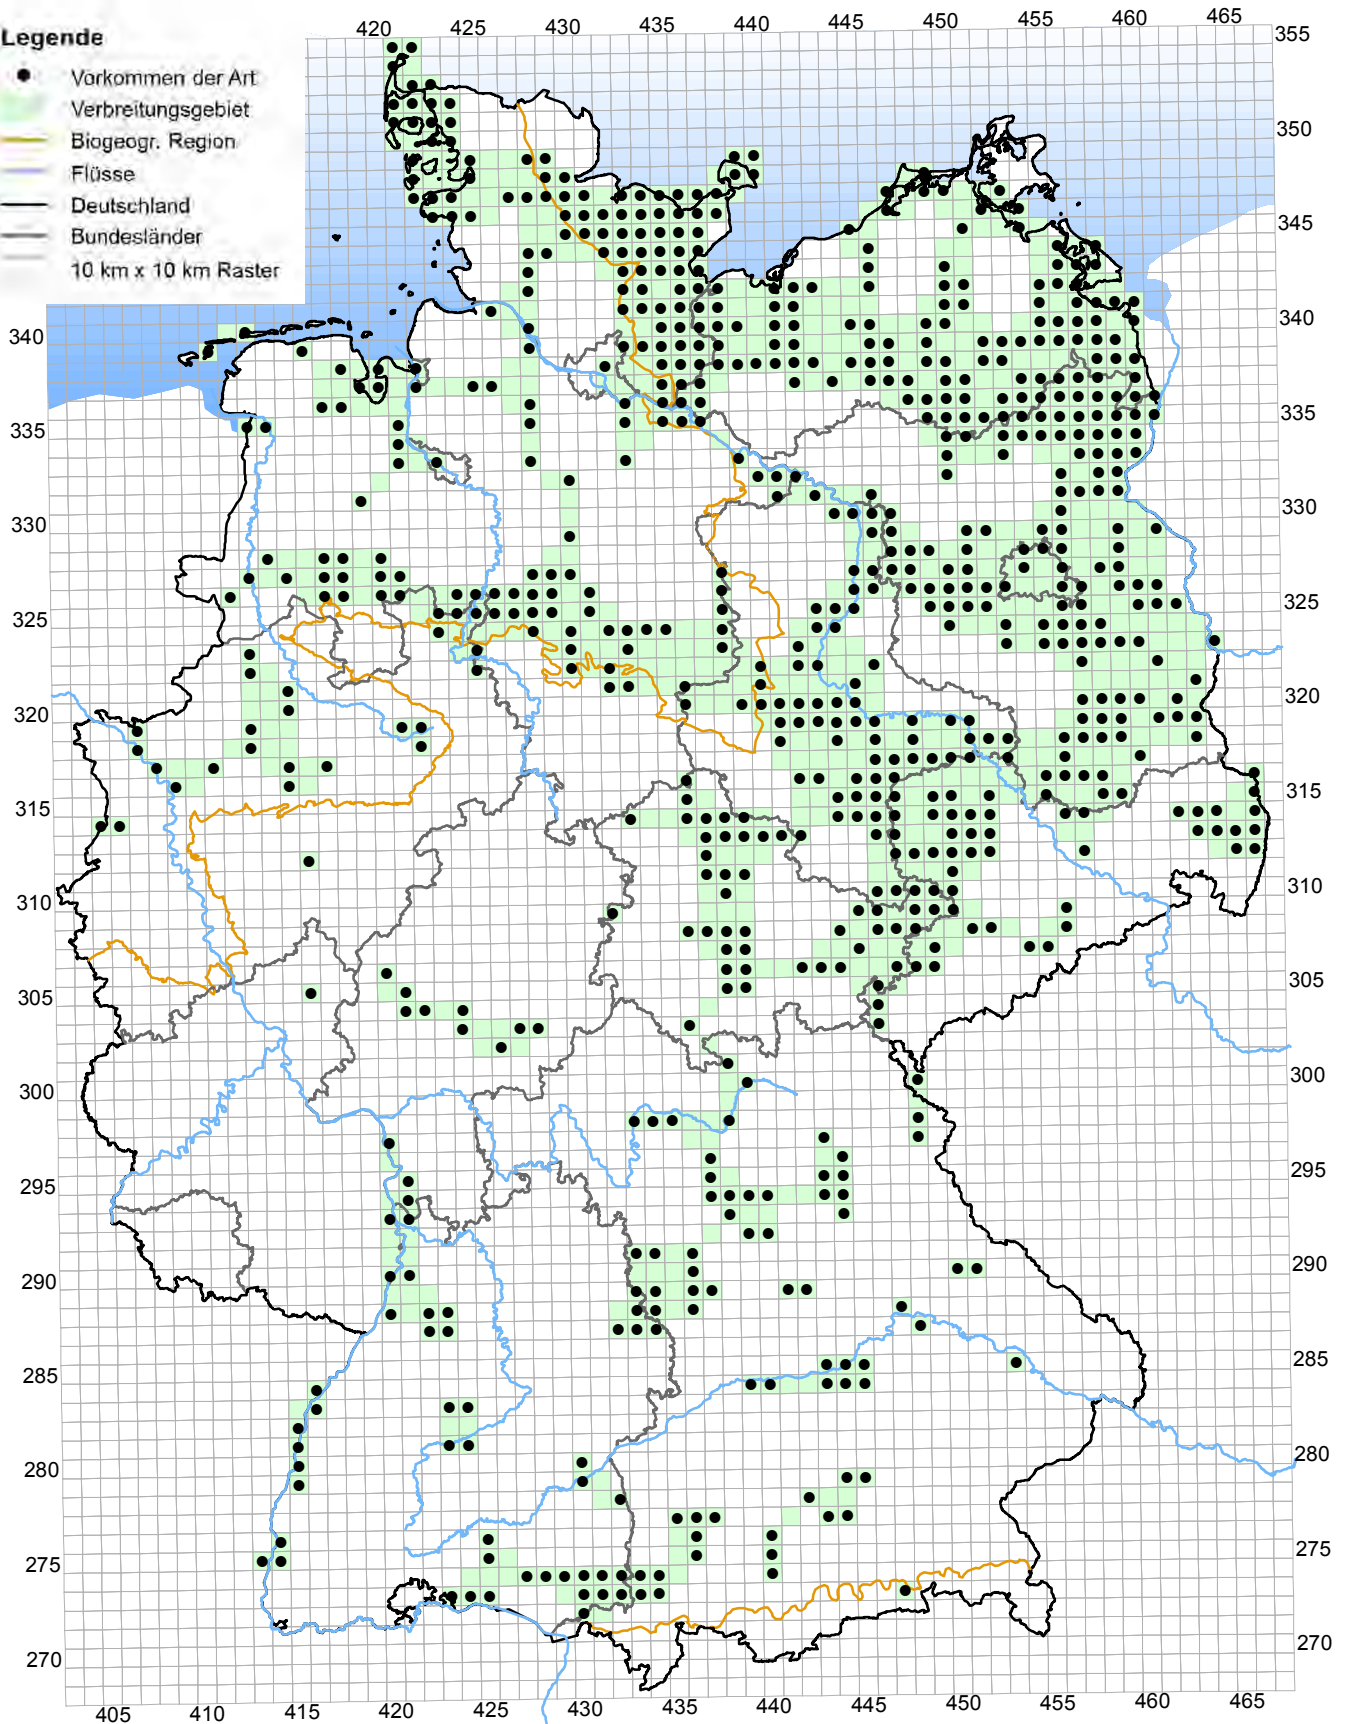 420 425 430 435 440 445 450 455 460 465
Legende
Vorkommen der Art
Verbreitungsgebiet
Biogeogr. Region
Flüsse
Deutschland
Bundesländer
10 km x 10 km Raster
355
350
345
340 340
335 335
330 330
325 325
320 320
315 315
310 310
305 305
300 300
295 295
290 290
285 285
280 280
275 275
270 270
405 410 415 420 425 430 435 440 445 450 455 460 465